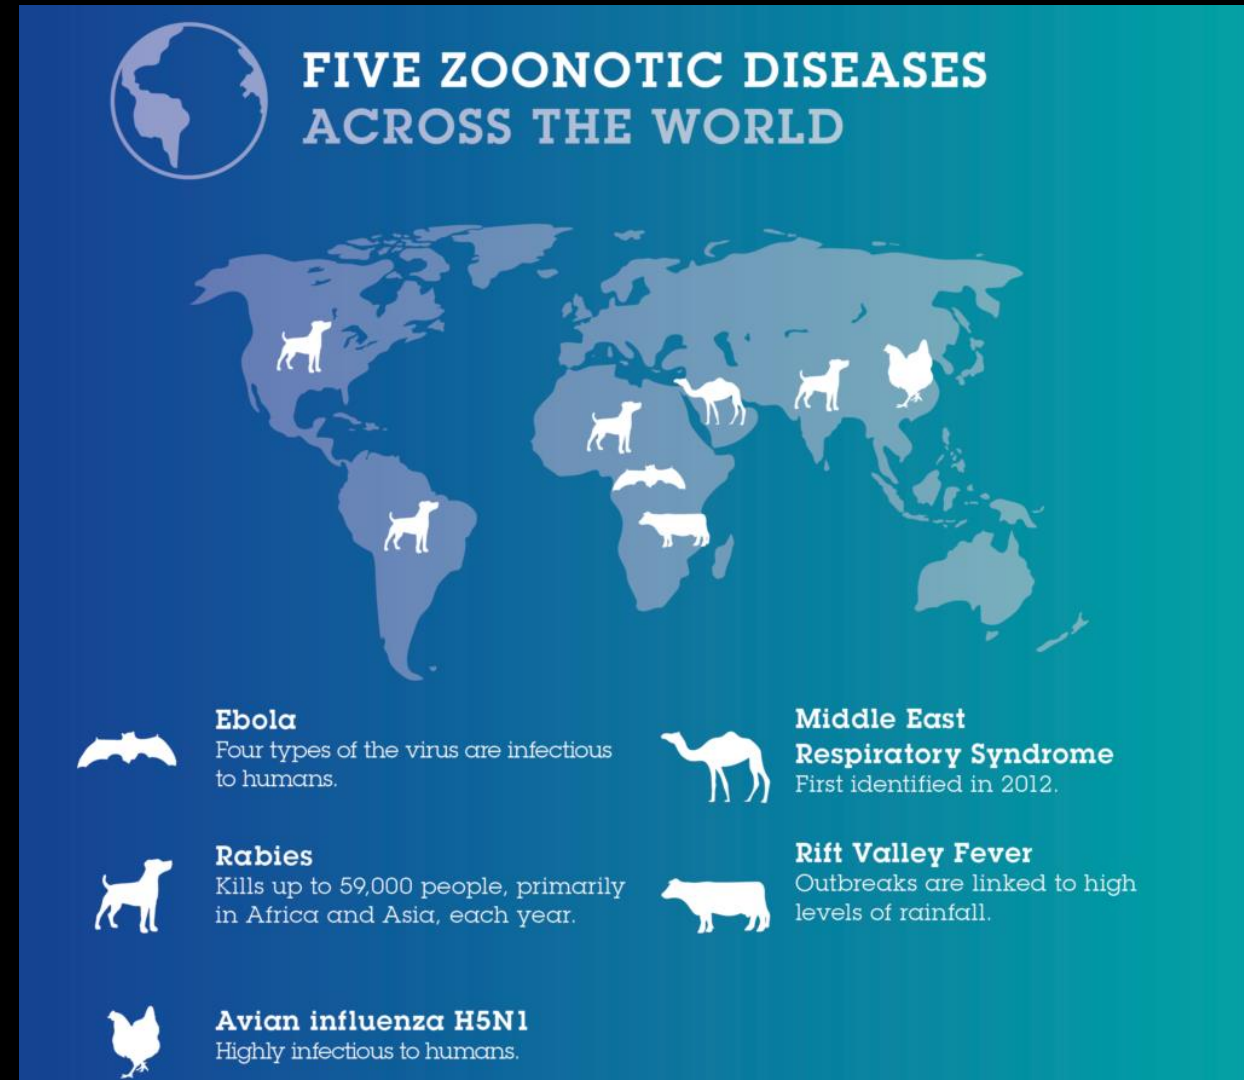 FIVE ZOONOTIC DISEASES
ACROSS THE WORLD
Ebola
Four types of the virus are infectious
to humans.
Rabies
Kills up to 59,000 people, primarily
in Africa and Asia, each year.
Avian influenza H5N1
Highly infectious to humans.
Middle East
Respiratory Syndrome
First identified in 2012.
Rift Valley Fever
Outbreaks are linked to high
levels of rainfall.